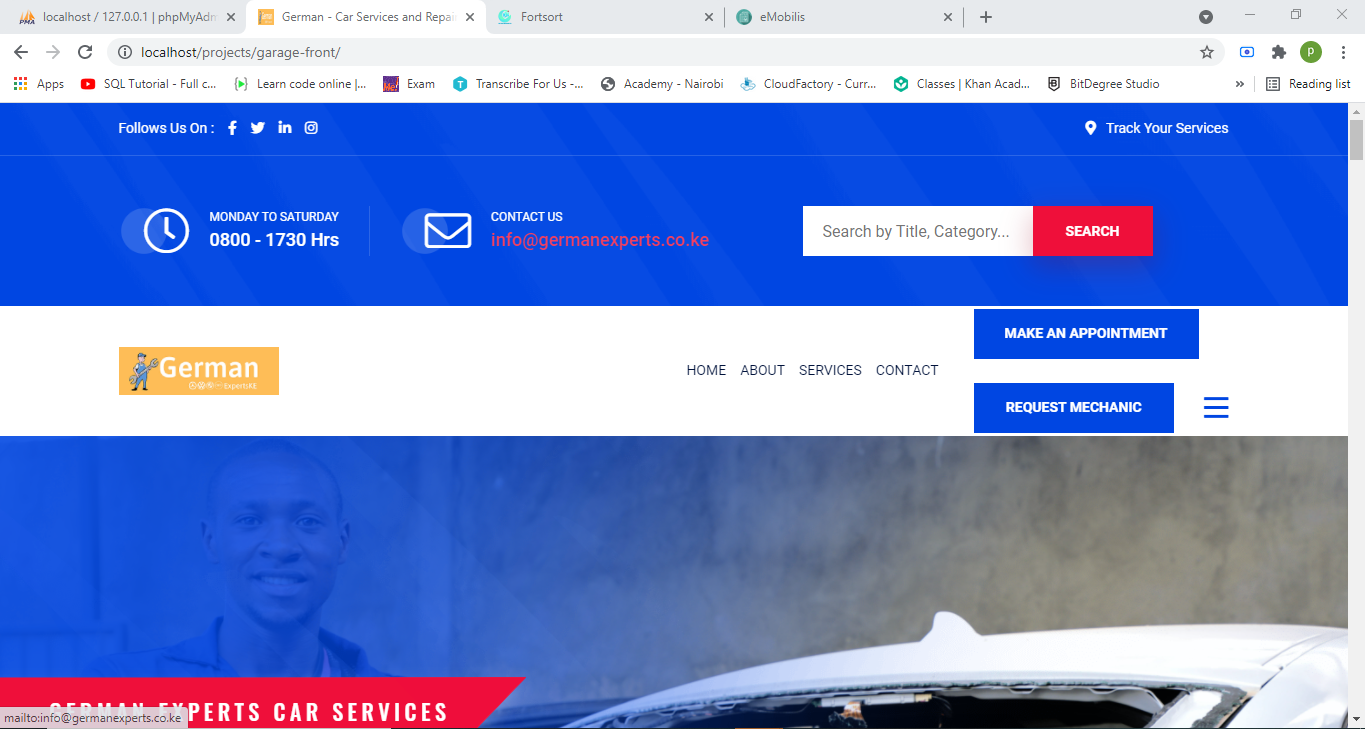 localhost / 127.0.0.1 | phpMyAdm
German - Car Services and Repai
Fortsort
eMobilis
localhost/projects/garage-front/
P
Apps
SQL Tutorial - Full c...
Learn code online |...
Exam
Transcribe For Us -...
Academy - Nairobi
CloudFactory - Curr...
Classes | Khan Acad...
BitDegree Studio
»
Reading list
Follows Us On :
Track Your Services
MONDAY TO SATURDAY
0800 - 1730 Hrs
CONTACT US
info@germanexperts.co.ke
Search by Title, Category...
SEARCH
German
ExpertsKE
HOME
ABOUT
SERVICES
CONTACT
MAKE AN APPOINTMENT
REQUEST MECHANIC
GERMAN EXPERTS CAR SERVICES
mailto:info@germanexperts.co.ke